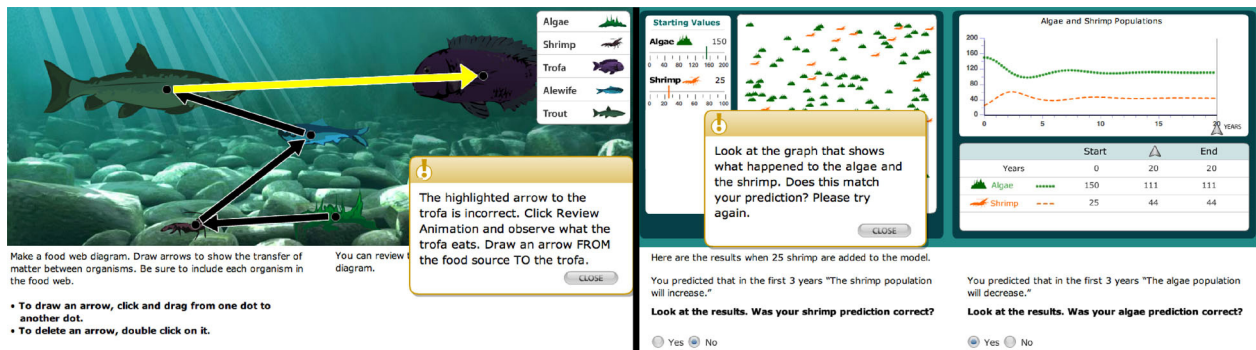 Algae
Shrimp
Trofa
Alewife
Trout
The highlighted arrow to the
trofa is incorrect. Click Review
Animation and observe what the
trofa eats. Draw an arrow FROM
the food source TO the trofa.
CLOSE
Make a food web diagram. Draw arrows to show the transfer of
matter between organisms. Be sure to include each organism in
the food web.
You can review
diagram.
• To draw an arrow, click and drag from one dot to
another dot.
• To delete an arrow, double click on it.
Starting Values
Algae 150
0 40 80 120 160 200
Shrimp 25
0 20 40 60 80 100
Look at the graph that shows
what happened to the algae and
the shrimp. Does this match
your prediction? Please try
again.
CLOSE
Algae and Shrimp Populations
200
160
120
80
40
0
0 5 10 15 20
YEARS
Start End
Years 0 20 20
Algae 150 111 111
Shrimp 25 44 44
Here are the results when 25 shrimp are added to the model.
You predicted that in the first 3 years "The shrimp population
will increase."
Look at the results. Was your shrimp prediction correct?
Yes No
You predicted that in the first 3 years "The algae population
will decrease."
Look at the results. Was your algae prediction correct?
Yes No